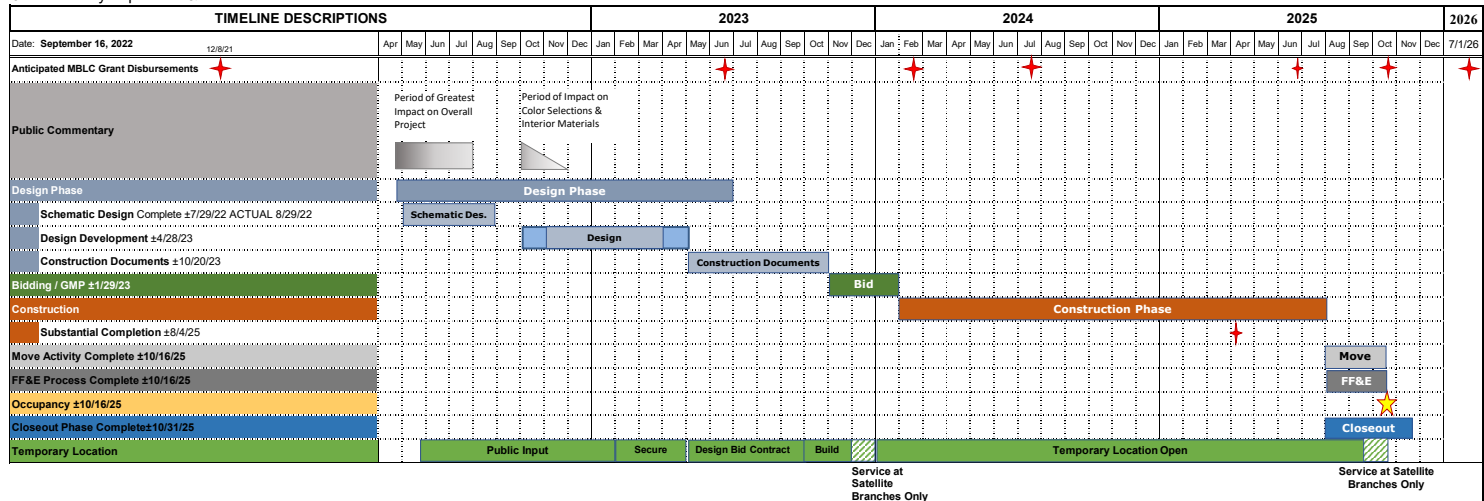 TIMELINE DESCRIPTIONS 2023 2024 2025 2026
Date: September 16, 2022 12/8/21 Apr May Jun Jul Aug Sep Oct Nov Dec Jan Feb Mar Apr May Jun Jul Aug Sep Oct Nov Dec Jan Feb Mar Apr May Jun Jul Aug Sep Oct Nov Dec Jan Feb Mar Apr May Jun Jul Aug Sep Oct Nov Dec 7/1/26
Anticipated MBLC Grant Disbursements
Public Commentary
Period of Greatest
Impact on Overall
Project
Period of Impact on
Color Selections &
Interior Materials
Design Phase Design Phase
Schematic Design Complete ±7/29/22 ACTUAL 8/29/22 Schematic Des.
Design Development ±4/28/23 Design
Construction Documents ±10/20/23 Construction Documents
Bidding / GMP ±1/29/23 Bid
Construction Construction Phase
Substantial Completion ±8/4/25
Move Activity Complete ±10/16/25 Move
FF&E Process Complete ±10/16/25 FF&E
Occupancy ±10/16/25
Closeout Phase Complete±10/31/25 Closeout
Temporary Location Public Input Secure Design Bid Contract Build Temporary Location Open
Service at
Satellite
Branches Only
Service at Satellite
Branches Only